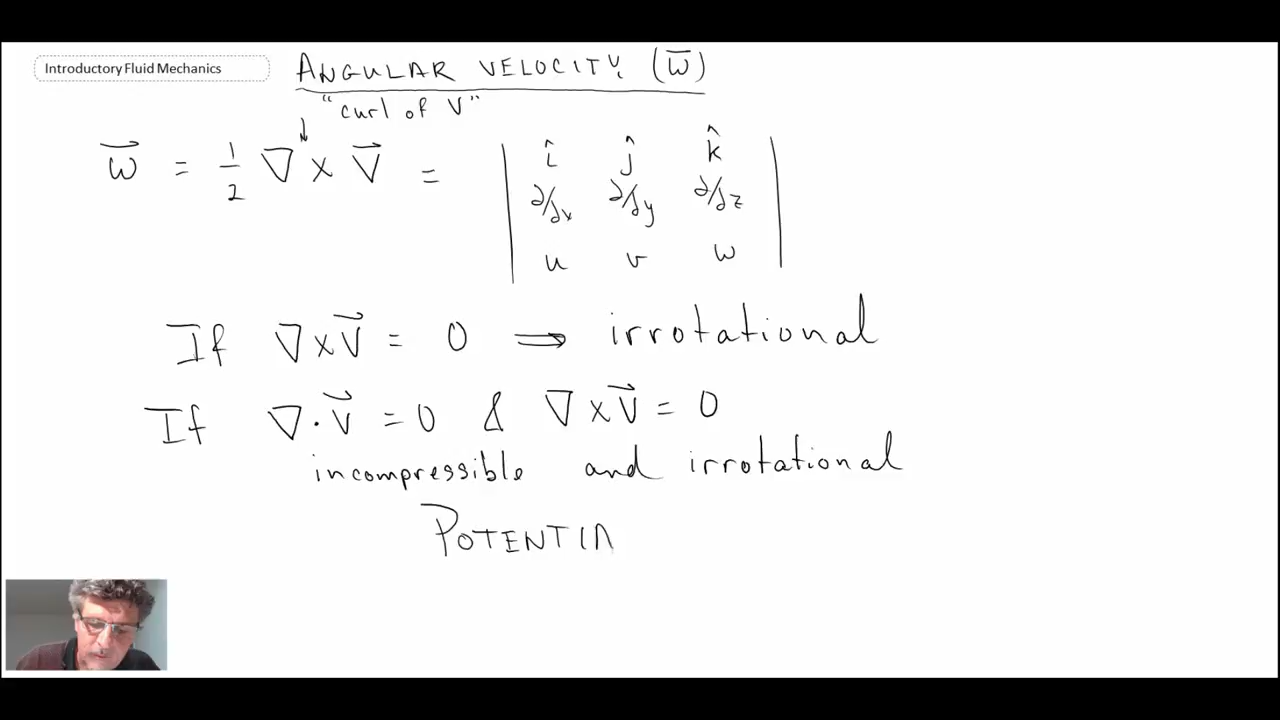 Introductory Fluid Mechanics
ANGULAR VELOCITY (w̅)
"curl of V"
↓
w⃗ = 1/2 ∇ × V⃗ = | î ĵ k̂ |
| ∂/∂x ∂/∂y ∂/∂z |
| u v w |
If ∇×V⃗ = 0 ⇒ irrotational
If ∇·V⃗ = 0 & ∇×V⃗ = 0
incompressible and irrotational
POTENTIA